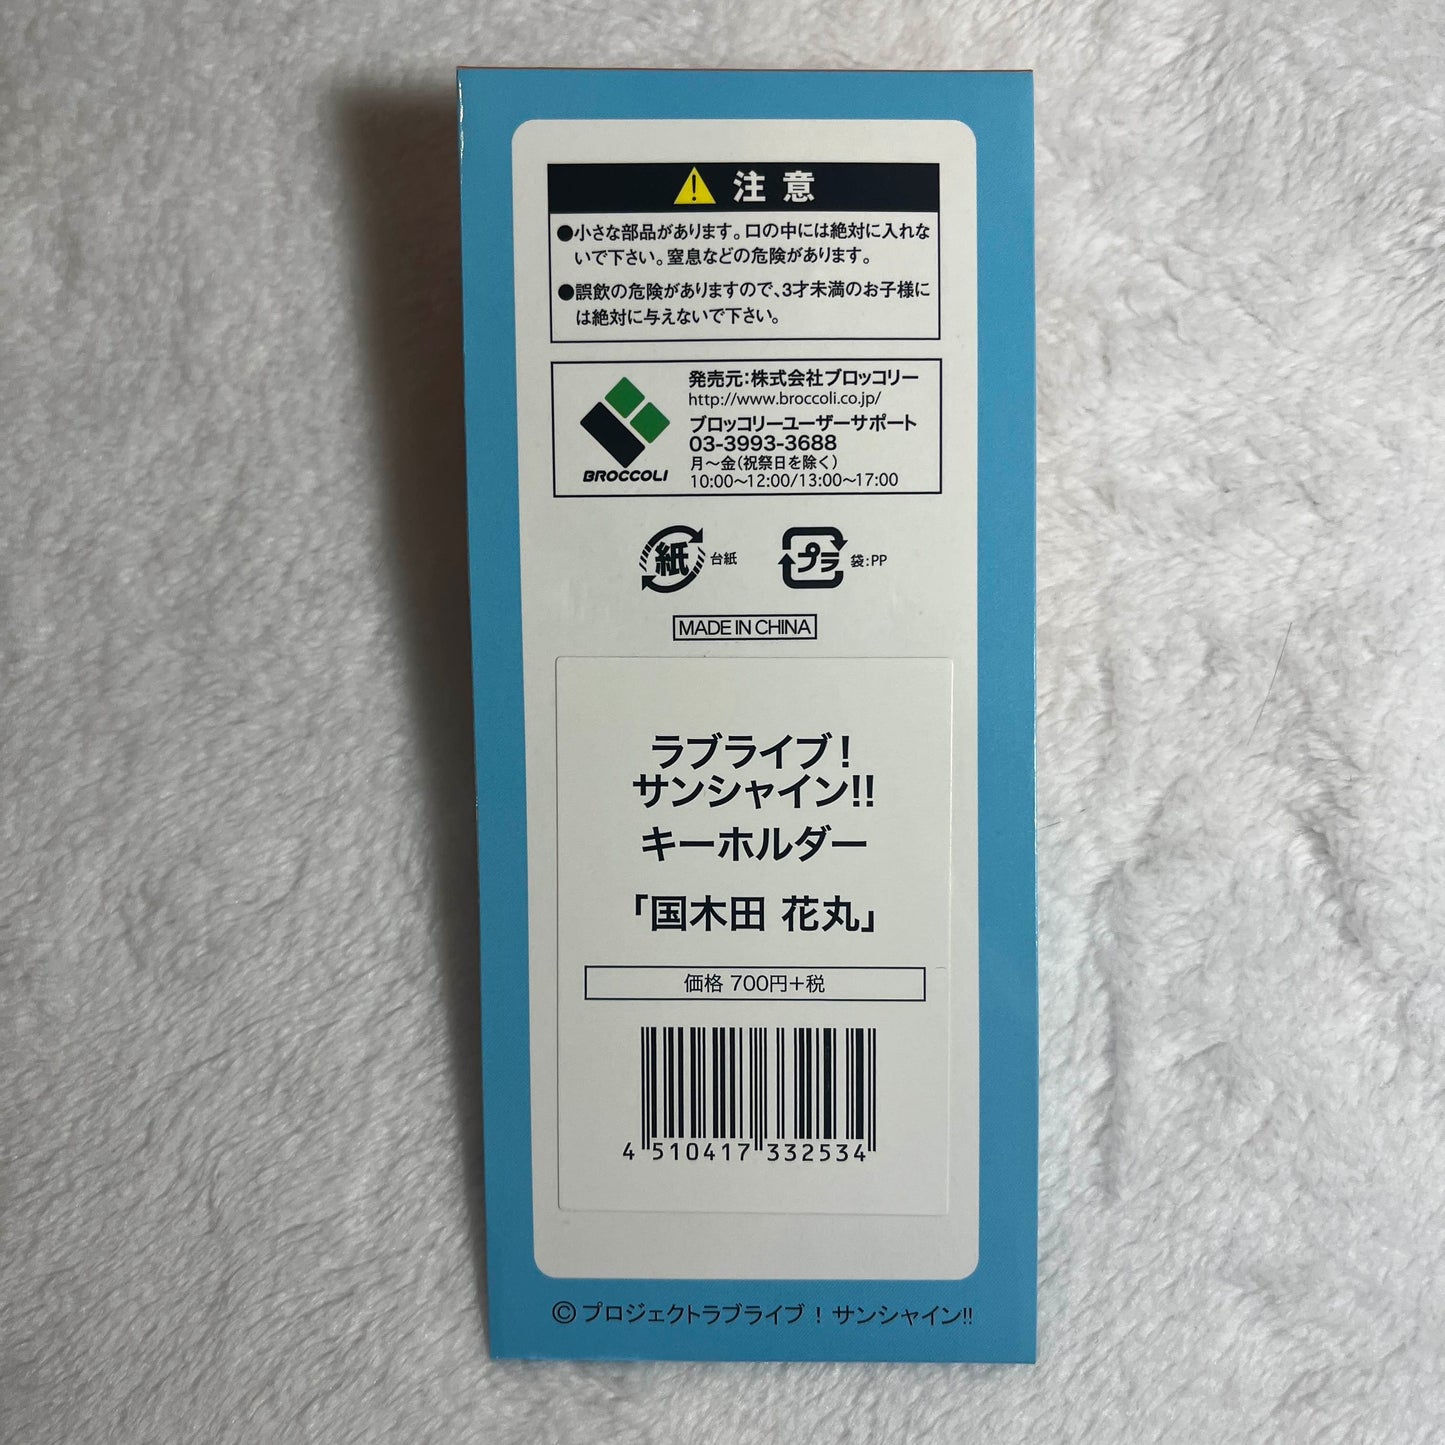 注意
●小さな部品があります。口の中には絶対に入れな
いで下さい。窒息などの危険があります。
●誤飲の危険がありますので、3才未満のお子様に
は絶対に与えないで下さい。
BROCCOLI
発売元:株式会社ブロッコリー
http://www.broccoli.co.jp/
ブロッコリーユーザーサポート
03-3993-3688
月〜金(祝祭日を除く)
10:00〜12:00/13:00〜17:00
紙 台紙
プラ 袋:PP
MADE IN CHINA
ラブライブ!
サンシャイン!!
キーホルダー
「国木田 花丸」
価格 700円+税
4 510417 332534
© プロジェクトラブライブ!サンシャイン!!